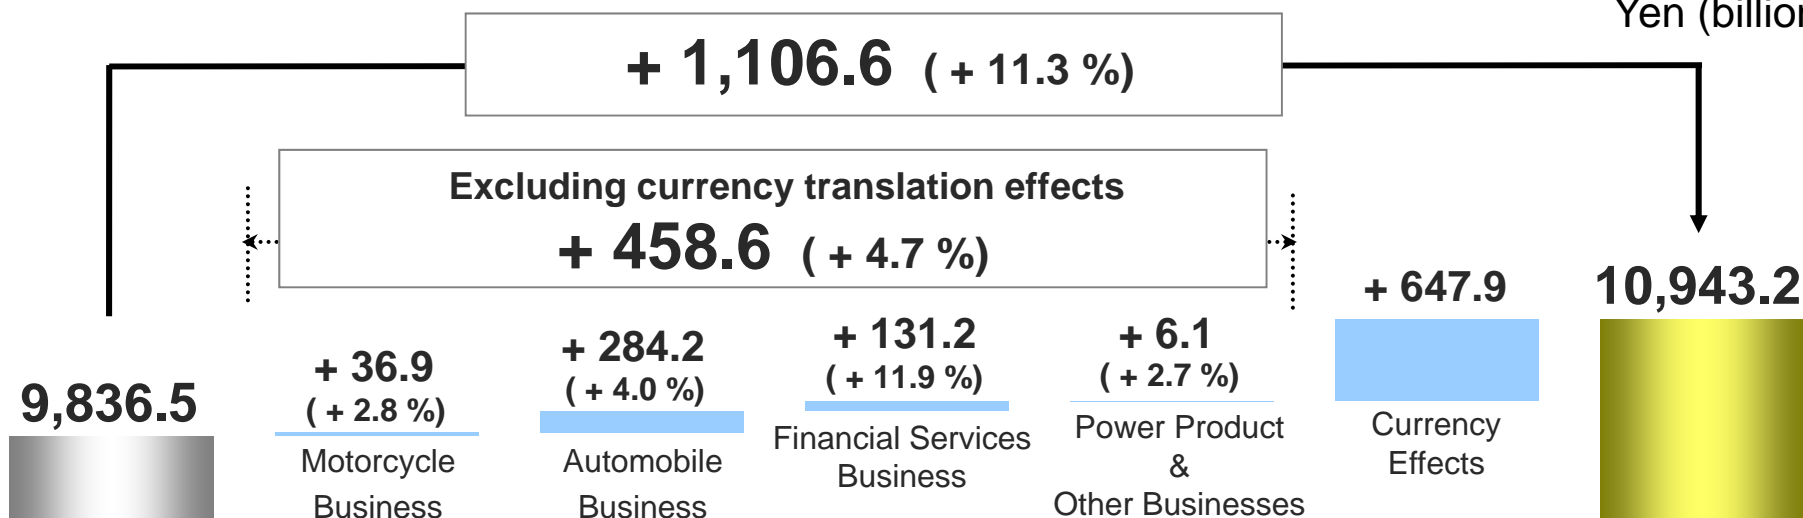 Yen (billion
+ 1,106.6 ( + 11.3 %)
Excluding currency translation effects
+ 458.6 ( + 4.7 %)
9,836.5
+ 36.9
( + 2.8 %)
Motorcycle
Business
+ 284.2
( + 4.0 %)
Automobile
Business
+ 131.2
( + 11.9 %)
Financial Services
Business
+ 6.1
( + 2.7 %)
Power Product
&
Other Businesses
+ 647.9
Currency
Effects
10,943.2